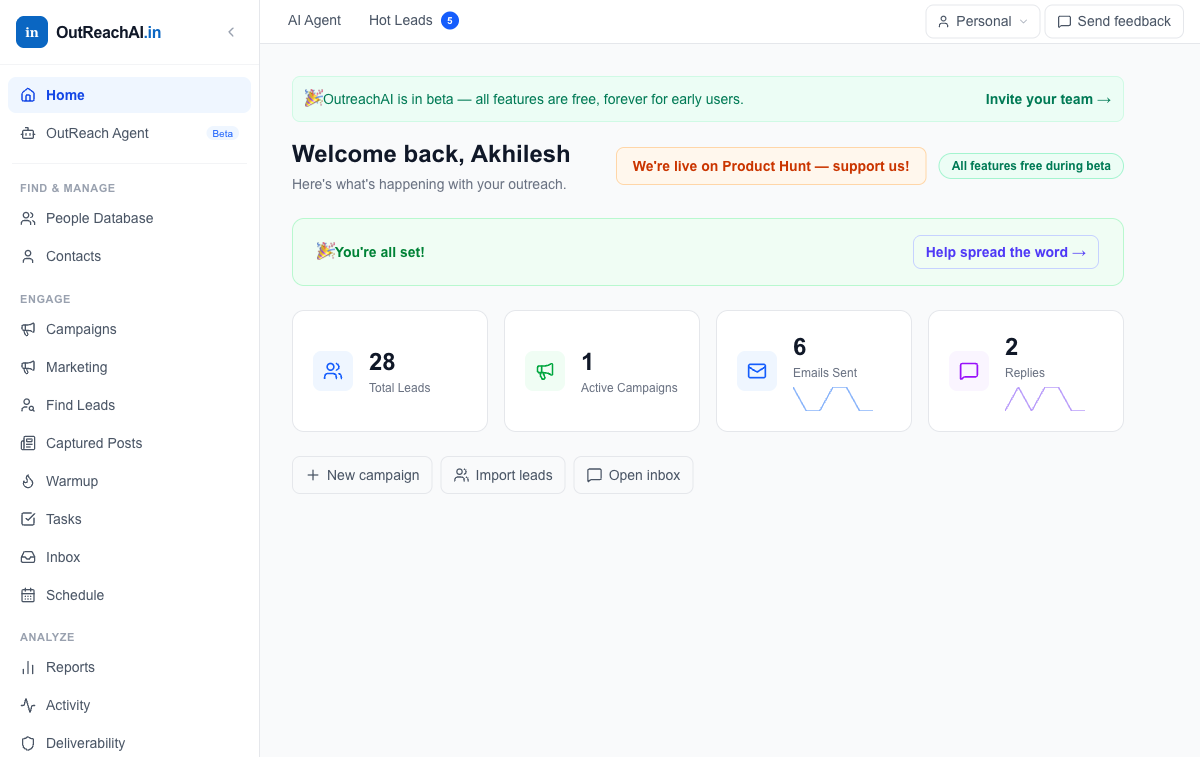 in OutReachAI.in
Home
OutReach Agent Beta
FIND & MANAGE
People Database
Contacts
ENGAGE
Campaigns
Marketing
Find Leads
Captured Posts
Warmup
Tasks
Inbox
Schedule
ANALYZE
Reports
Activity
Deliverability
AI Agent Hot Leads 5 Personal Send feedback
🎉OutreachAI is in beta — all features are free, forever for early users. Invite your team →
Welcome back, Akhilesh
Here's what's happening with your outreach.
We're live on Product Hunt — support us! All features free during beta
🎉You're all set! Help spread the word →
28
Total Leads
1
Active Campaigns
6
Emails Sent
2
Replies
New campaign Import leads Open inbox